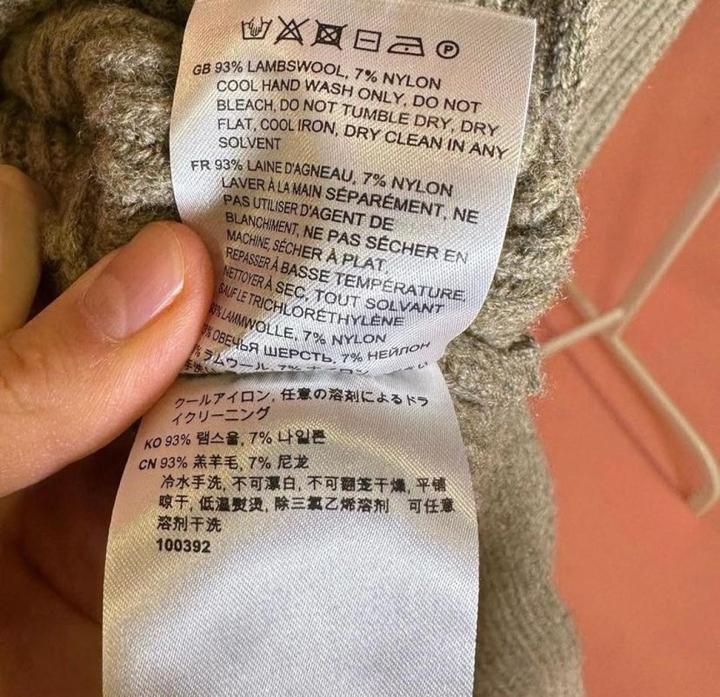 GB 93% LAMBSWOOL, 7% NYLON
COOL HAND WASH ONLY, DO NOT
BLEACH, DO NOT TUMBLE DRY, DRY
FLAT, COOL IRON, DRY CLEAN IN ANY
SOLVENT
FR 93% LAINE D'AGNEAU, 7% NYLON
LAVER À LA MAIN SÉPARÉMENT, NE
PAS UTILISER D'AGENT DE
BLANCHIMENT, NE PAS SÉCHER EN
MACHINE, SÉCHER À PLAT,
REPASSER À BASSE TEMPÉRATURE,
NETTOYER À SEC, TOUT SOLVANT
SAUF LE TRICHLORÉTHYLÈNE
LAMMWOLLE, 7% NYLON
ОВЕЧЬЯ ШЕРСТЬ, 7% НЕЙЛОН
ラムウール, 7%
クールアイロン, 任意の溶剤によるドラ
イクリーニング
KO 93% 램스울, 7% 나일론
CN 93% 羔羊毛, 7% 尼龙
冷水手洗, 不可漂白, 不可翻笼干燥, 平铺
晾干, 低温熨烫, 除三氯乙烯溶剂 可任意
溶剂干洗
100392